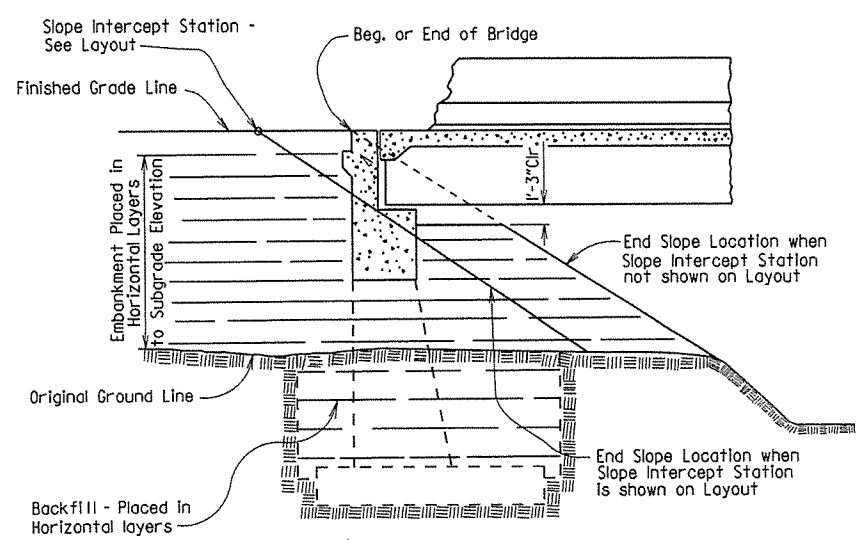 Slope Intercept Station -
See Layout
Beg. or End of Bridge
Finished Grade Line
Embankment Placed in
Horizontal Layers
to Subgrade Elevation
1'-3"Clr.
End Slope Location when
Slope Intercept Station
not shown on Layout
Original Ground Line
End Slope Location when
Slope Intercept Station
is shown on Layout
Backfill - Placed in
Horizontal layers